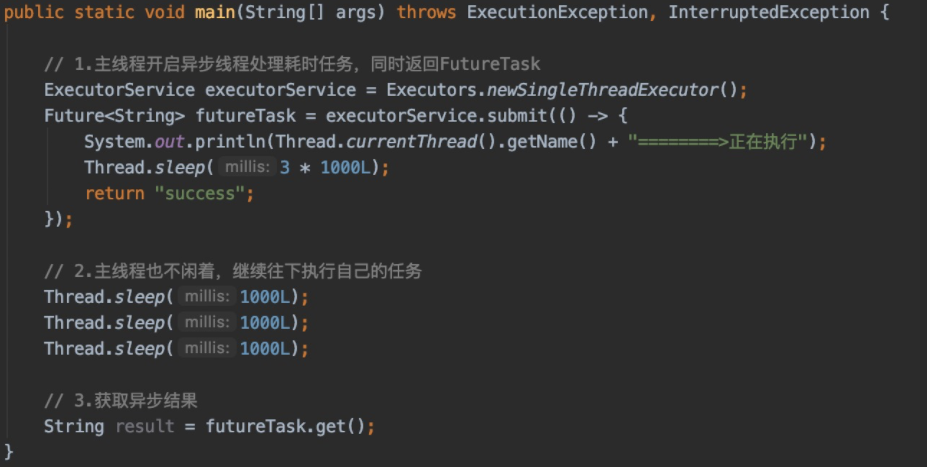 public static void main(String[] args) throws ExecutionException, InterruptedException {
// 1.主线程开启异步线程处理耗时任务，同时返回FutureTask
ExecutorService executorService = Executors.newSingleThreadExecutor();
Future<String> futureTask = executorService.submit(() -> {
System.out.println(Thread.currentThread().getName() + "========>正在执行");
Thread.sleep( millis: 3 * 1000L);
return "success";
});
// 2.主线程也不闲着，继续往下执行自己的任务
Thread.sleep( millis: 1000L);
Thread.sleep( millis: 1000L);
Thread.sleep( millis: 1000L);
// 3.获取异步结果
String result = futureTask.get();
}